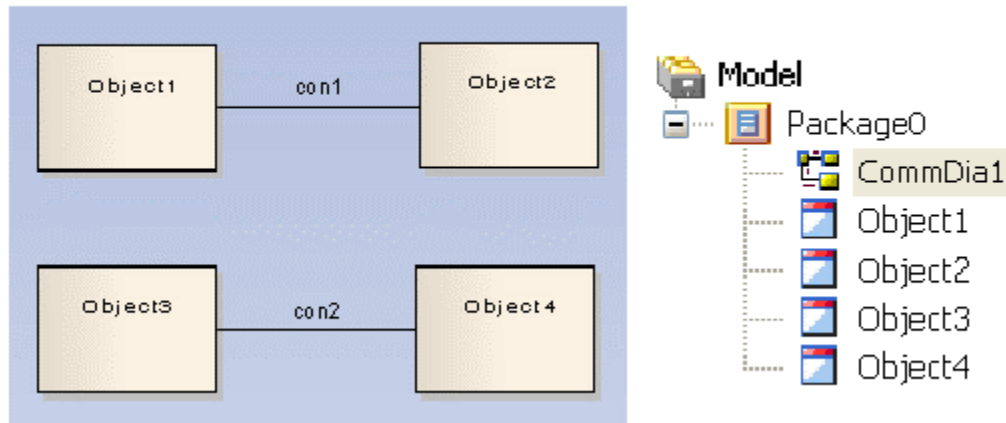 Object1
con1
Object2
Object3
con2
Object4
Model
Package0
CommDia1
Object1
Object2
Object3
Object4